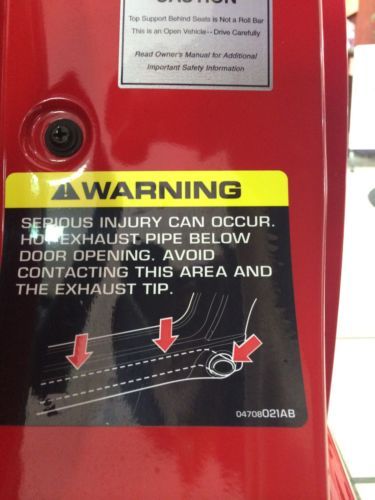 CAUTION
Top Support Behind Seats is Not a Roll Bar
This is an Open Vehicle -- Drive Carefully
Read Owner's Manual for Additional
Important Safety Information
WARNING
SERIOUS INJURY CAN OCCUR.
HOT EXHAUST PIPE BELOW
DOOR OPENING. AVOID
CONTACTING THIS AREA AND
THE EXHAUST TIP.
04708021AB